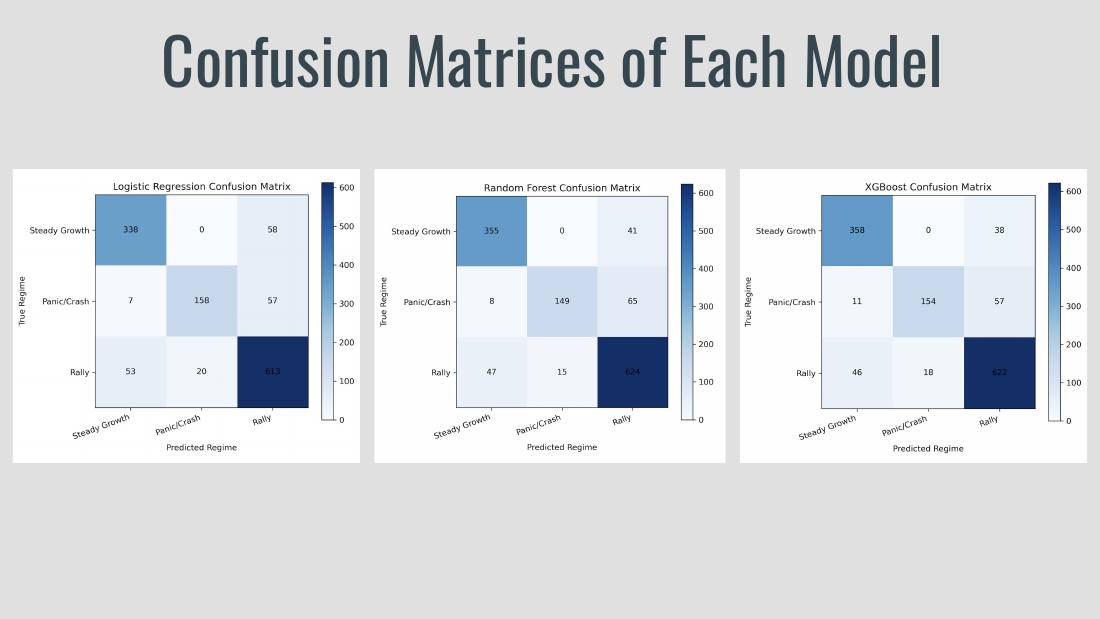 Confusion Matrices of Each Model
Logistic Regression Confusion Matrix
True Regime
Steady Growth
338
0
58
Panic/Crash
7
158
57
Rally
53
20
613
Steady Growth
Panic/Crash
Rally
Predicted Regime
600
500
400
300
200
100
0
Random Forest Confusion Matrix
True Regime
Steady Growth
355
0
41
Panic/Crash
8
149
65
Rally
47
15
624
Steady Growth
Panic/Crash
Rally
Predicted Regime
600
500
400
300
200
100
0
XGBoost Confusion Matrix
True Regime
Steady Growth
358
0
38
Panic/Crash
11
154
57
Rally
46
18
622
Steady Growth
Panic/Crash
Rally
Predicted Regime
600
500
400
300
200
100
0